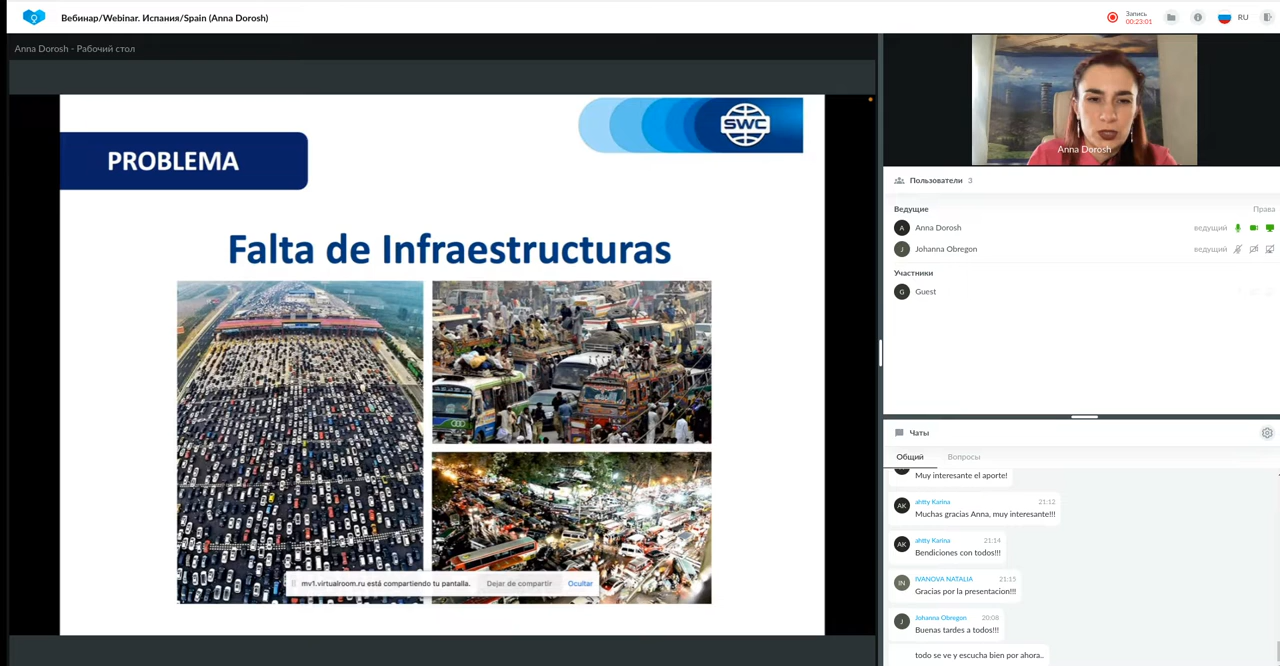 Вебинар/Webinar. Испания/Spain (Anna Dorosh)
Запись
00:23:01
RU
Anna Dorosh - Рабочий стол
PROBLEMA
SWC
Falta de Infraestructuras
mv1.virtualroom.ru está compartiendo tu pantalla.
Dejar de compartir
Ocultar
Anna Dorosh
Пользователи 3
Ведущие
Права
A
Anna Dorosh
ведущий
J
Johanna Obregon
ведущий
Участники
G
Guest
Чаты
Общий
Вопросы
Muy interesante el aporte!
AK
ahtty Karina
21:12
Muchas gracias Anna, muy interesante!!!
AK
ahtty Karina
21:14
Bendiciones con todos!!!
IN
IVANOVA NATALIA
21:15
Gracias por la presentacion!!!
J
Johanna Obregon
20:08
Buenas tardes a todos!!!
todo se ve y escucha bien por ahora..